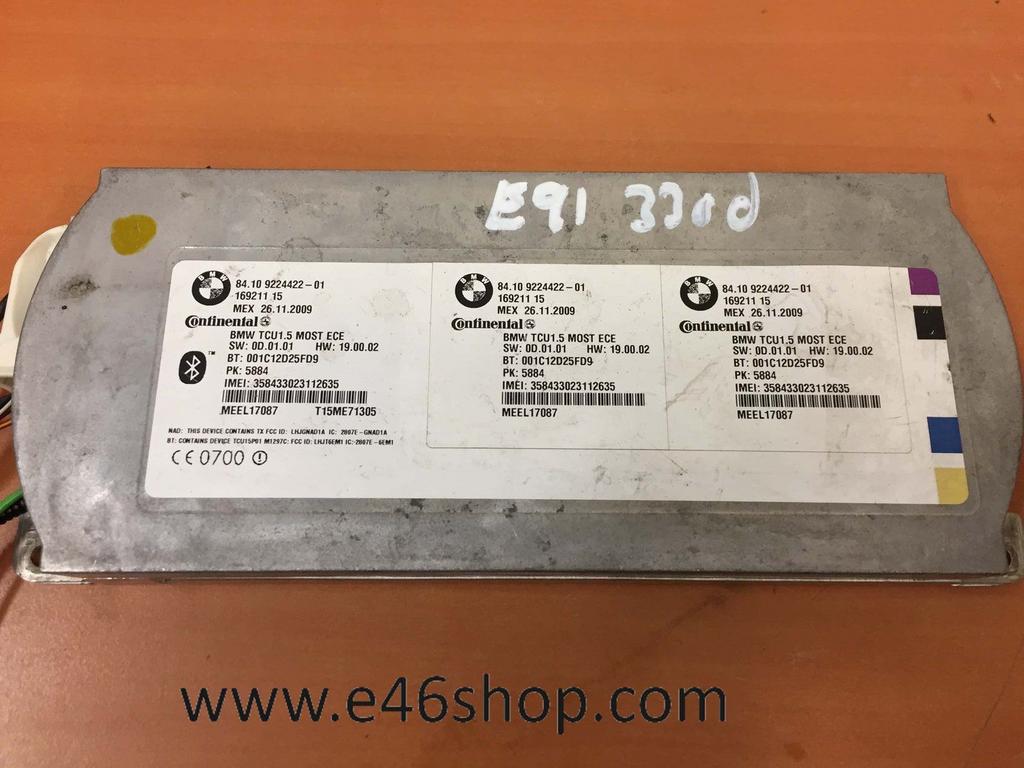 E91 330d
BMW
84.10 9224422-01
169211 15
MEX 26.11.2009
Continental
BMW TCU1.5 MOST ECE
SW: 0D.01.01 HW: 19.00.02
BT: 001C12D25FD9
PK: 5884
IMEI: 358433023112635
MEEL17087 T15ME71305
NAD: THIS DEVICE CONTAINS TX FCC ID: LHJGNAD1A IC: 2807E-GNAD1A
BT: CONTAINS DEVICE TCU15P01 M1297C: FCC ID: LHJT6EM1 IC: 2807E-6EM1
CE 0700
BMW
84.10 9224422-01
169211 15
MEX 26.11.2009
Continental
BMW TCU1.5 MOST ECE
SW: 0D.01.01 HW: 19.00.02
BT: 001C12D25FD9
PK: 5884
IMEI: 358433023112635
MEEL17087
BMW
84.10 9224422-01
169211 15
MEX 26.11.2009
Continental
BMW TCU1.5 MOST ECE
SW: 0D.01.01 HW: 19.00.02
BT: 001C12D25FD9
PK: 5884
IMEI: 358433023112635
MEEL17087
www.e46shop.com